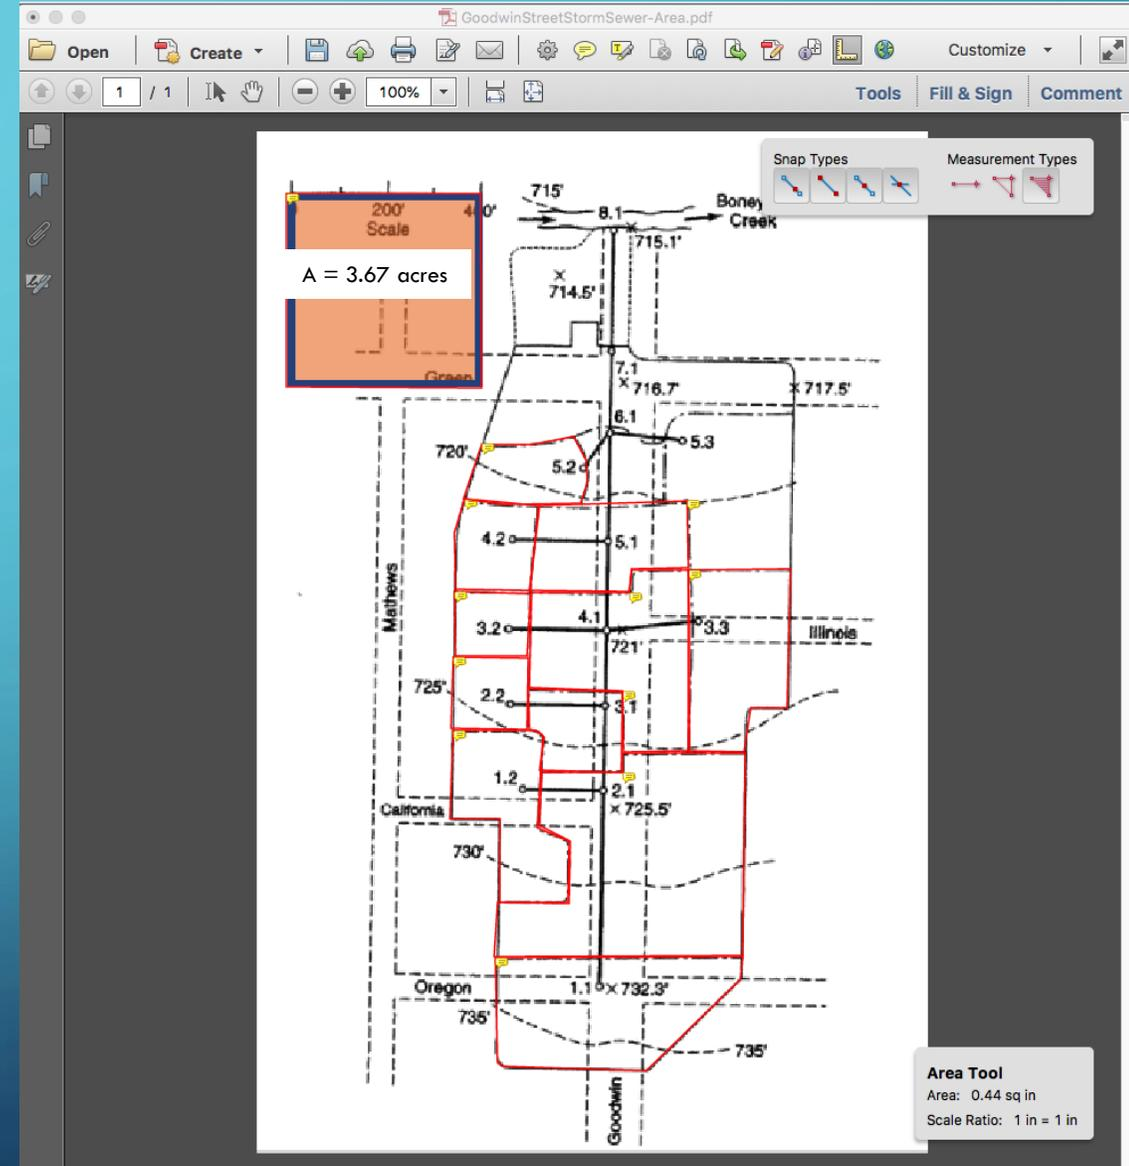 GoodwinStreetStormSewer-Area.pdf
Open
Create
Customize
1 / 1
100%
Tools
Fill & Sign
Comment
Snap Types
Measurement Types
200'
Scale
A = 3.67 acres
Green
715'
8.1
Boney
Creek
715.1'
714.5'
7.1
716.7'
717.5'
6.1
5.3
720'
5.2
4.2
5.1
Mathews
4.1
3.2
3.3
721'
Illinois
725'
2.2
3.1
1.2
2.1
725.5'
California
730'
Oregon
1.1
732.3'
735'
735'
Goodwin
Area Tool
Area: 0.44 sq in
Scale Ratio: 1 in = 1 in